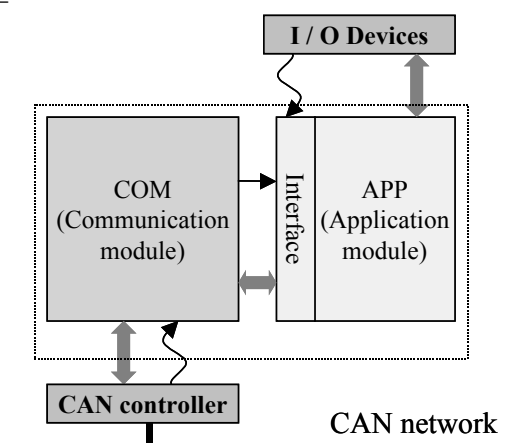 I / O Devices
COM
(Communication
module)
Interface
APP
(Application
module)
CAN controller
CAN network